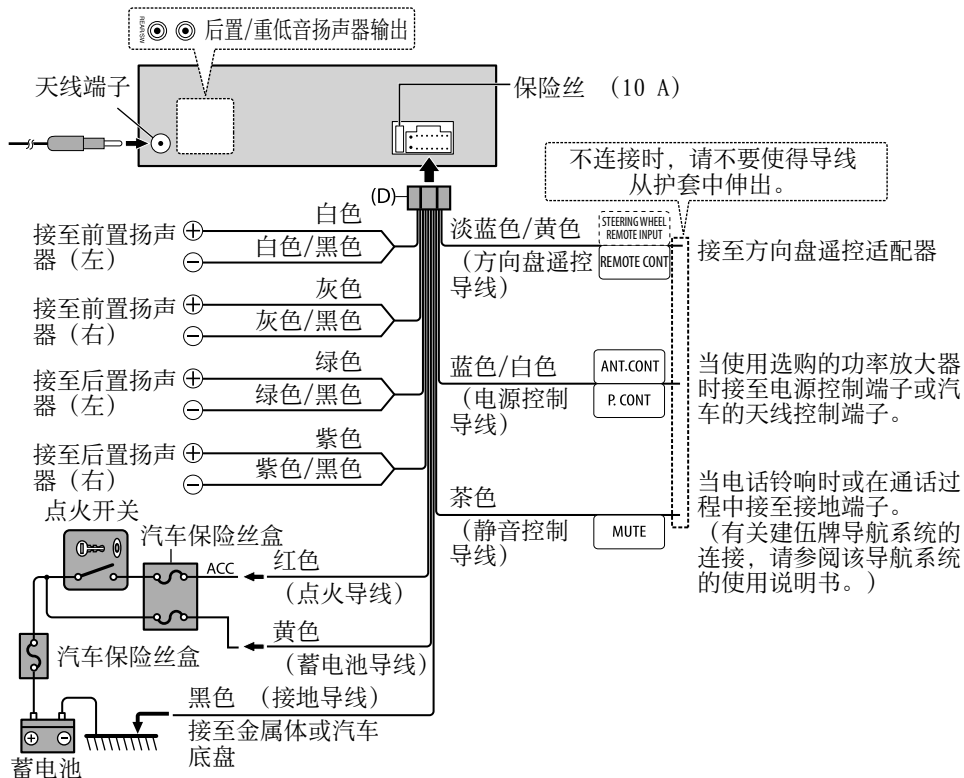 REAR/SW
后置/重低音扬声器输出
天线端子
保险丝 （10 A）
不连接时，请不要使得导线
从护套中伸出。
(D)
白色
接至前置扬声
器（左）
⊕
白色/黑色
⊖
灰色
接至前置扬声
器（右）
⊕
灰色/黑色
⊖
绿色
接至后置扬声
器（左）
⊕
绿色/黑色
⊖
紫色
接至后置扬声
器（右）
⊕
紫色/黑色
⊖
淡蓝色/黄色
（方向盘遥控
导线）
STEERING WHEEL
REMOTE INPUT
REMOTE CONT
接至方向盘遥控适配器
蓝色/白色
（电源控制
导线）
ANT.CONT
P. CONT
当使用选购的功率放大器
时接至电源控制端子或汽
车的天线控制端子。
茶色
（静音控制
导线）
MUTE
当电话铃响时或在通话过
程中接至接地端子。
（有关建伍牌导航系统的
连接，请参阅该导航系统
的使用说明书。）
点火开关
汽车保险丝盒
ACC
红色
（点火导线）
黄色
（蓄电池导线）
汽车保险丝盒
黑色 （接地导线）
接至金属体或汽车
底盘
⊕ ⊖
蓄电池